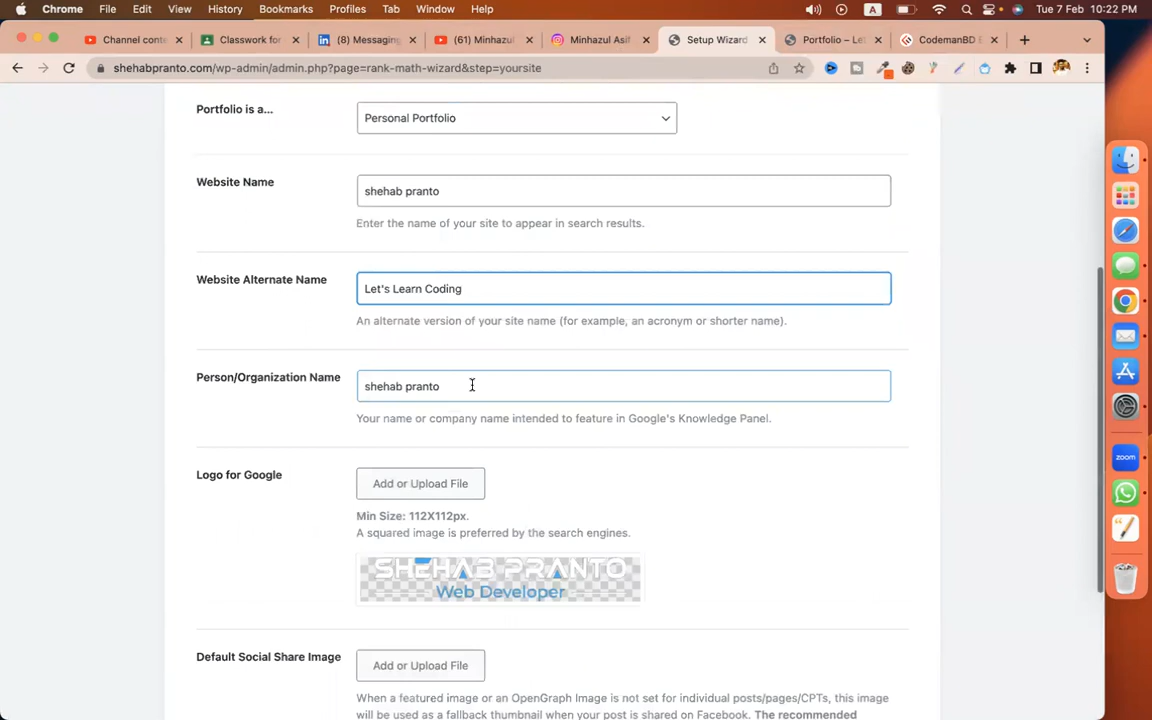 Chrome File Edit View History Bookmarks Profiles Tab Window Help A Tue 7 Feb 10:22 PM
Channel conte Classwork for (8) Messaging (61) Minhazul Minhazul Asif Setup Wizard Portfolio – Let CodemanBD E
shehabpranto.com/wp-admin/admin.php?page=rank-math-wizard&step=yoursite
Portfolio is a... Personal Portfolio
Website Name shehab pranto
Enter the name of your site to appear in search results.
Website Alternate Name Let's Learn Coding
An alternate version of your site name (for example, an acronym or shorter name).
Person/Organization Name shehab pranto
Your name or company name intended to feature in Google's Knowledge Panel.
Logo for Google Add or Upload File
Min Size: 112X112px.
A squared image is preferred by the search engines.
SHEHAB PRANTO
Web Developer
Default Social Share Image Add or Upload File
When a featured image or an OpenGraph Image is not set for individual posts/pages/CPTs, this image
will be used as a fallback thumbnail when your post is shared on Facebook. The recommended
zoom